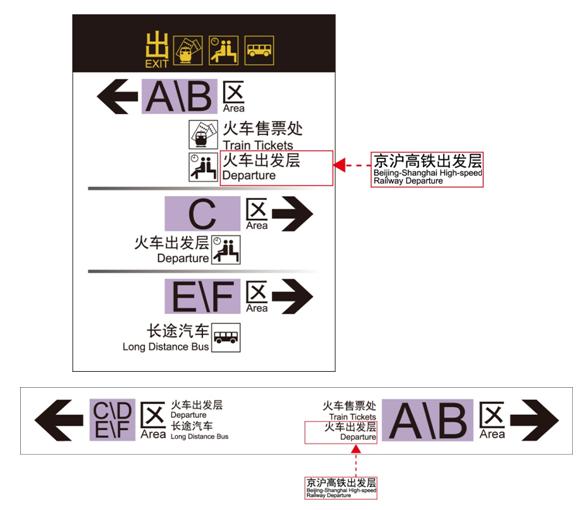 出
EXIT
A\B 区
Area
火车售票处
Train Tickets
火车出发层
Departure
京沪高铁出发层
Beijing-Shanghai High-speed
Railway Departure
C 区
Area
火车出发层
Departure
E\F 区
Area
长途汽车
Long Distance Bus
C\D
E\F
区
Area
火车出发层
Departure
长途汽车
Long Distance Bus
火车售票处
Train Tickets
火车出发层
Departure
A\B 区
Area
京沪高铁出发层
Beijing-Shanghai High-speed
Railway Departure